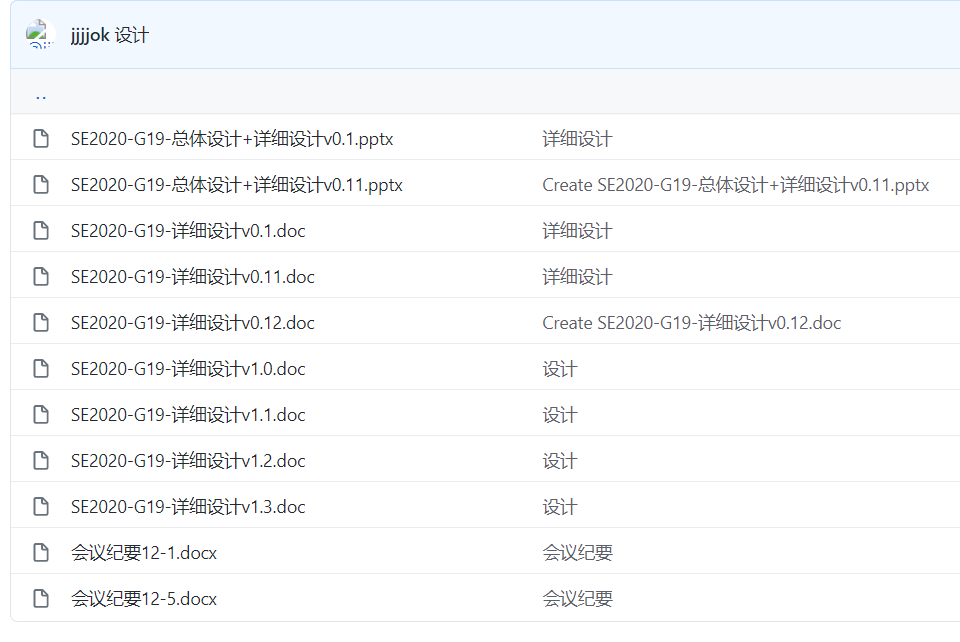 jjjjok 设计
..
SE2020-G19-总体设计+详细设计v0.1.pptx 详细设计
SE2020-G19-总体设计+详细设计v0.11.pptx Create SE2020-G19-总体设计+详细设计v0.11.pptx
SE2020-G19-详细设计v0.1.doc 详细设计
SE2020-G19-详细设计v0.11.doc 详细设计
SE2020-G19-详细设计v0.12.doc Create SE2020-G19-详细设计v0.12.doc
SE2020-G19-详细设计v1.0.doc 设计
SE2020-G19-详细设计v1.1.doc 设计
SE2020-G19-详细设计v1.2.doc 设计
SE2020-G19-详细设计v1.3.doc 设计
会议纪要12-1.docx 会议纪要
会议纪要12-5.docx 会议纪要